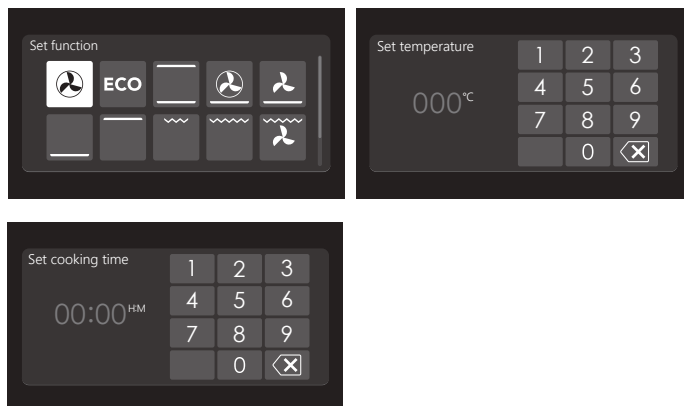 Set function
ECO
Set temperature
000°C
1 2 3
4 5 6
7 8 9
0
Set cooking time
00:00 H:M
1 2 3
4 5 6
7 8 9
0